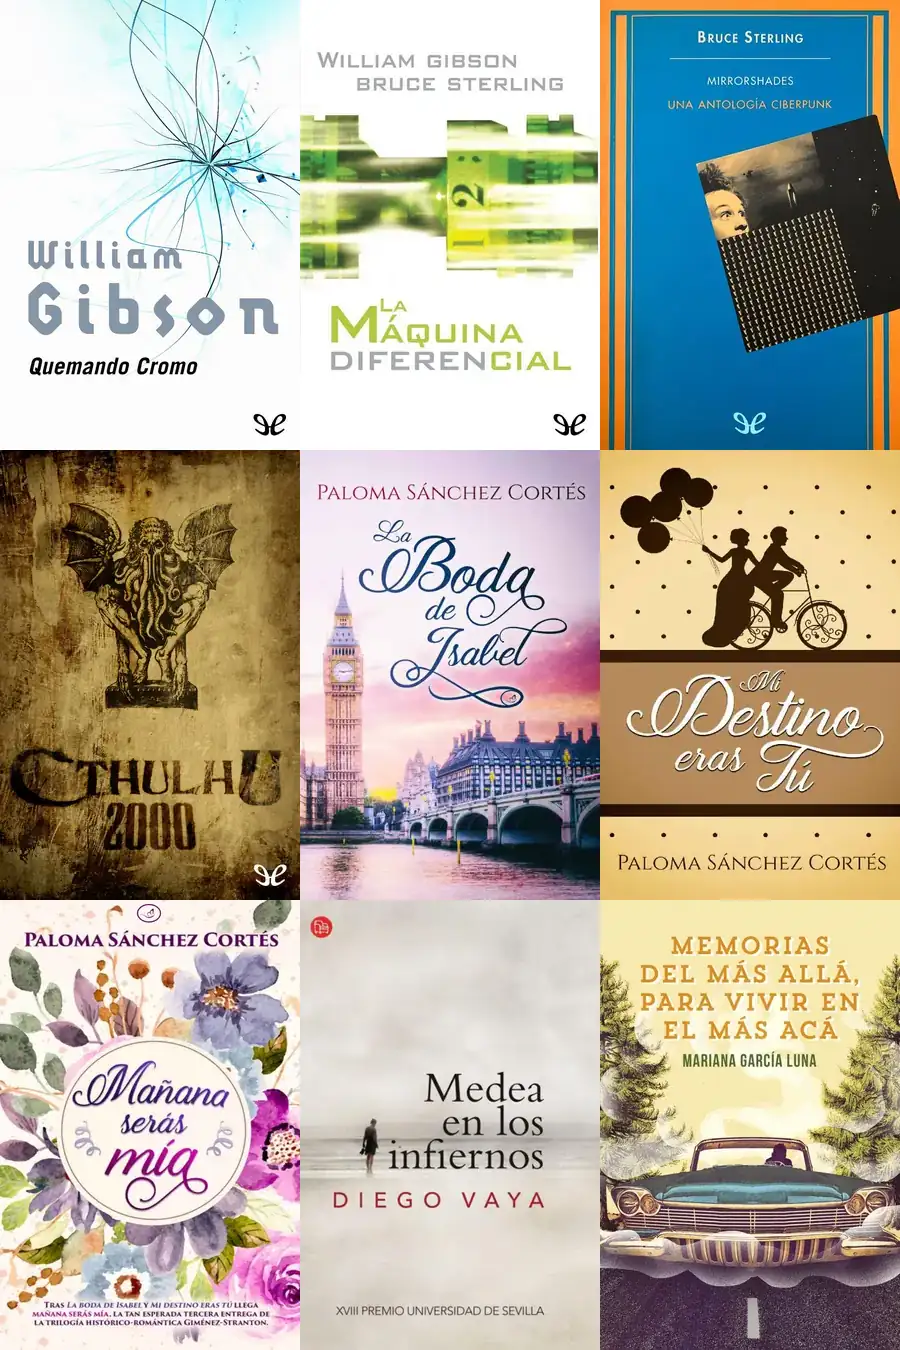 William
Gibson
Quemando Cromo
WILLIAM GIBSON
BRUCE STERLING
2
1
LA
MÁQUINA
DIFERENCIAL
BRUCE STERLING
MIRRORSHADES
UNA ANTOLOGÍA CIBERPUNK
CTHULHU
2000
PALOMA SÁNCHEZ CORTÉS
La
Boda
de
Isabel
Mi
Destino
eras Tú
PALOMA SÁNCHEZ CORTÉS
PALOMA SÁNCHEZ CORTÉS
Mañana
serás
mía
TRAS LA BODA DE ISABEL Y MI DESTINO ERAS TÚ LLEGA
MAÑANA SERÁS MÍA, LA TAN ESPERADA TERCERA ENTREGA DE
LA TRILOGÍA HISTÓRICO-ROMÁNTICA GIMÉNEZ-STRANTON.
Medea
en los
infiernos
DIEGO VAYA
XVIII PREMIO UNIVERSIDAD DE SEVILLA
MEMORIAS
DEL MÁS ALLÁ,
PARA VIVIR EN
EL MÁS ACÁ
MARIANA GARCÍA LUNA